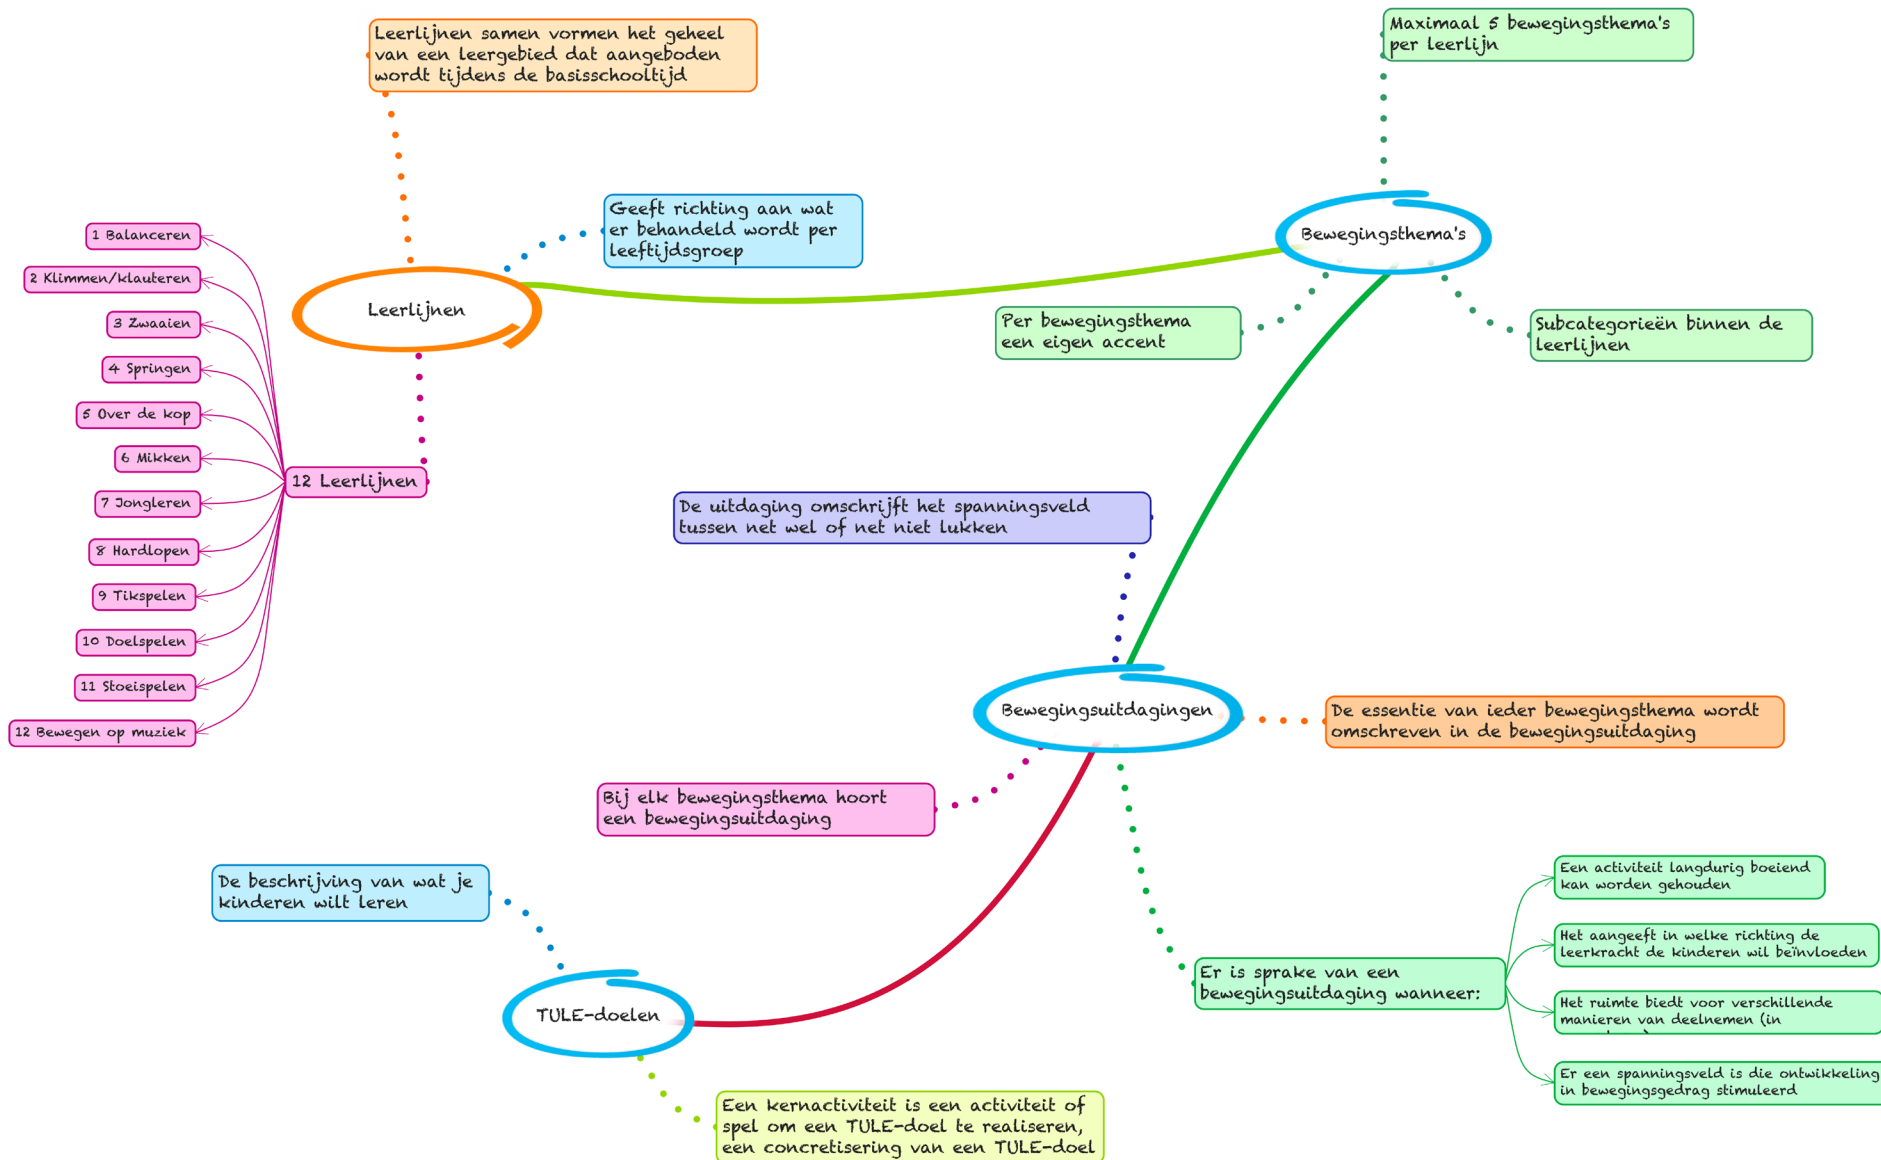 Leerlijnen samen vormen het geheel
van een leergebied dat aangeboden
wordt tijdens de basisschooltijd
Maximaal 5 bewegingsthema's
per leerlijn
Geeft richting aan wat
er behandeld wordt per
leeftijdsgroep
Bewegingsthema's
Leerlijnen
Per bewegingsthema
een eigen accent
Subcategorieën binnen de
leerlijnen
1 Balanceren
2 Klimmen/klauteren
3 Zwaaien
4 Springen
5 Over de kop
6 Mikken
7 Jongleren
8 Hardlopen
9 Tikspelen
10 Doelspelen
11 Stoeispelen
12 Bewegen op muziek
12 Leerlijnen
De uitdaging omschrijft het spanningsveld
tussen net wel of net niet lukken
Bewegingsuitdagingen
De essentie van ieder bewegingsthema wordt
omschreven in de bewegingsuitdaging
Bij elk bewegingsthema hoort
een bewegingsuitdaging
De beschrijving van wat je
kinderen wilt leren
Er is sprake van een
bewegingsuitdaging wanneer:
Een activiteit langdurig boeiend
kan worden gehouden
Het aangeeft in welke richting de
leerkracht de kinderen wil beïnvloeden
Het ruimte biedt voor verschillende
manieren van deelnemen (in
Er een spanningsveld is die ontwikkeling
in bewegingsgedrag stimuleerd
TULE-doelen
Een kernactiviteit is een activiteit of
spel om een TULE-doel te realiseren,
een concretisering van een TULE-doel